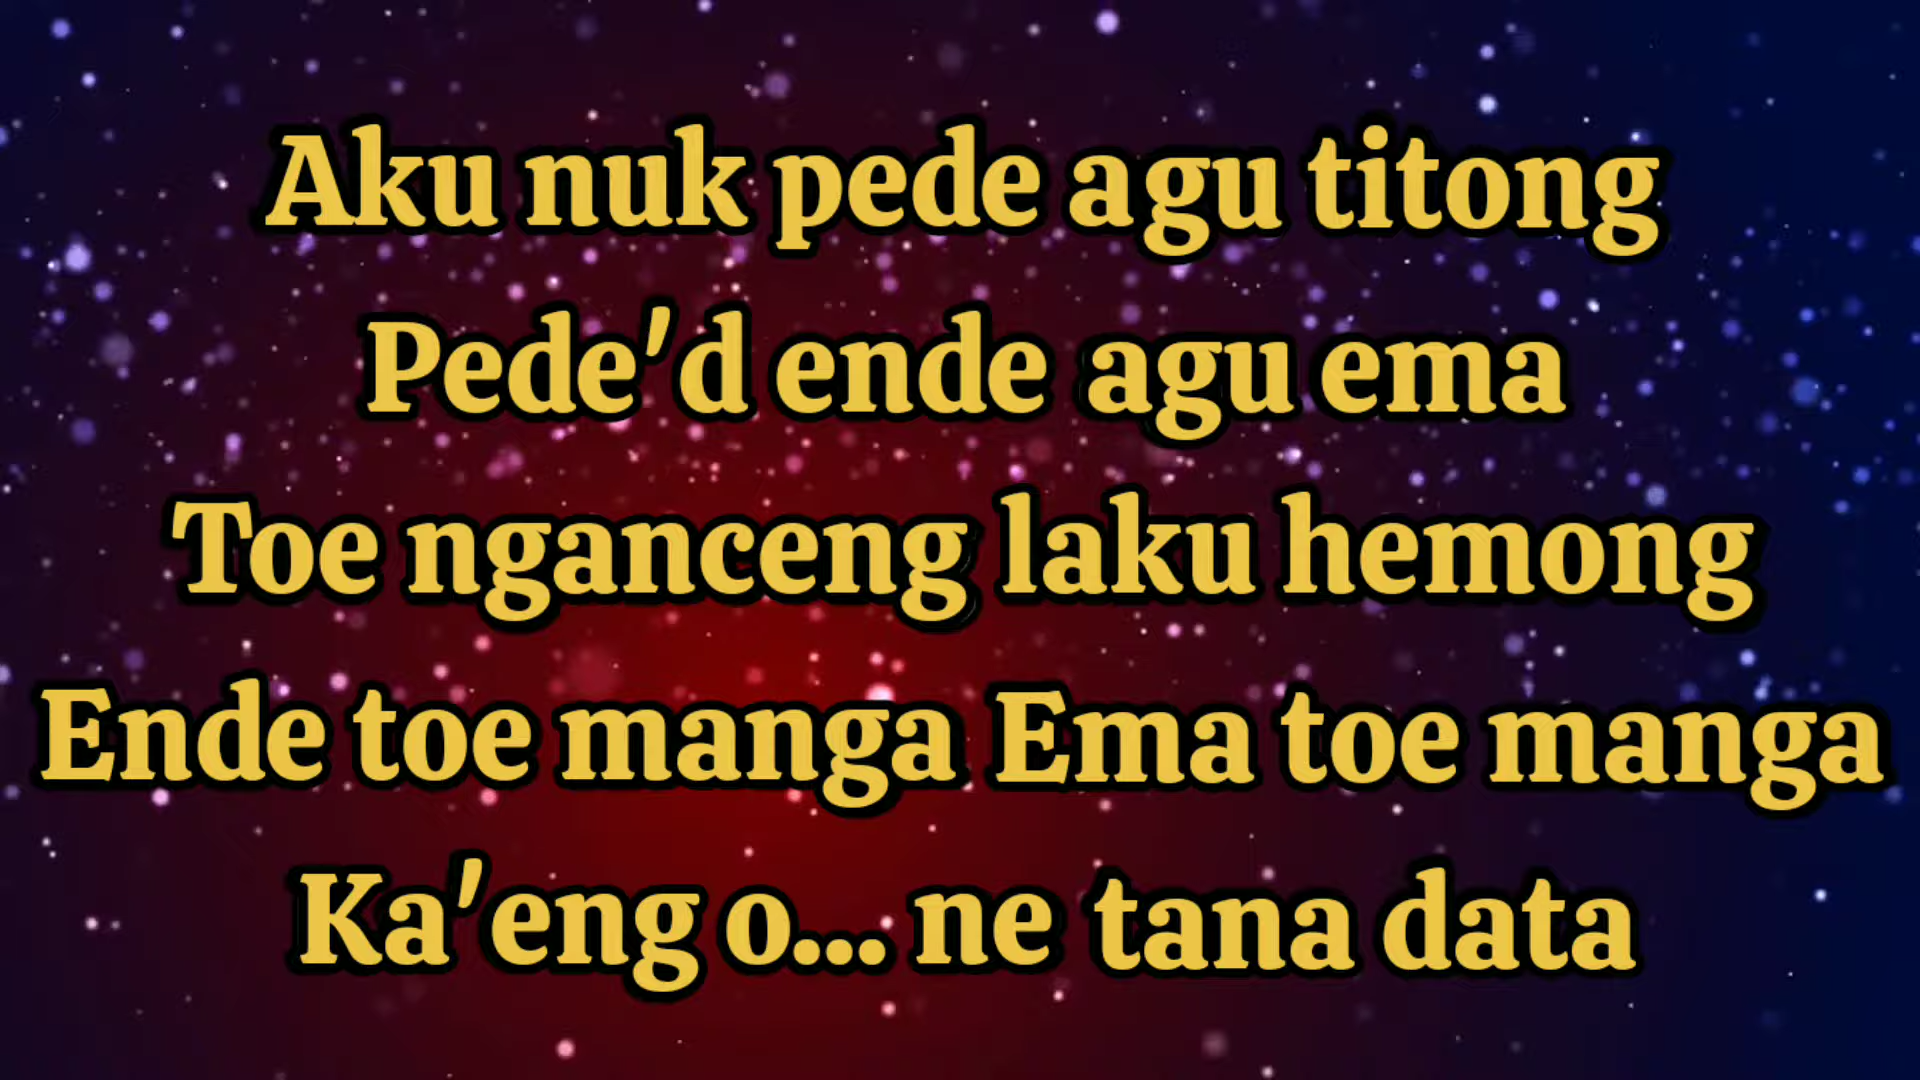 Aku nuk pede agu titong
Pede'd ende agu ema
Toe nganceng laku hemong
Ende toe manga Ema toe manga
Ka'eng o... ne tana data